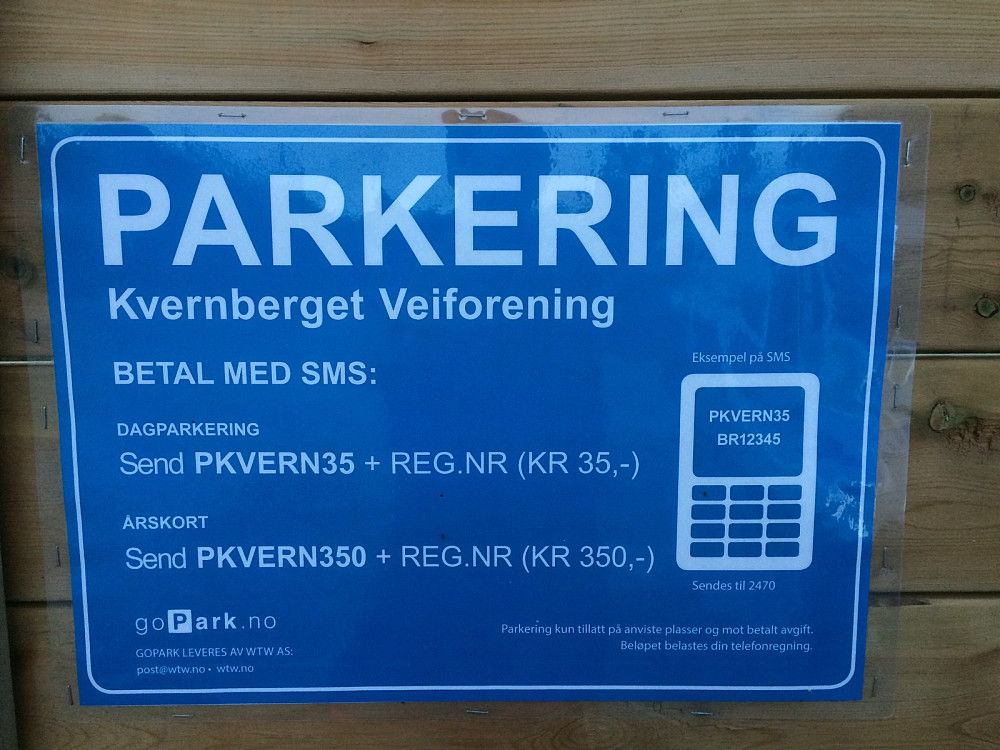 PARKERING
Kvernberget Veiforening
BETAL MED SMS:
DAGPARKERING
Send PKVERN35 + REG.NR (KR 35,-)
ÅRSKORT
Send PKVERN350 + REG.NR (KR 350,-)
Eksempel på SMS
PKVERN35
BR12345
Sendes til 2470
goPark.no
GOPARK LEVERES AV WTW AS:
post@wtw.no • wtw.no
Parkering kun tillatt på anviste plasser og mot betalt avgift.
Beløpet belastes din telefonregning.